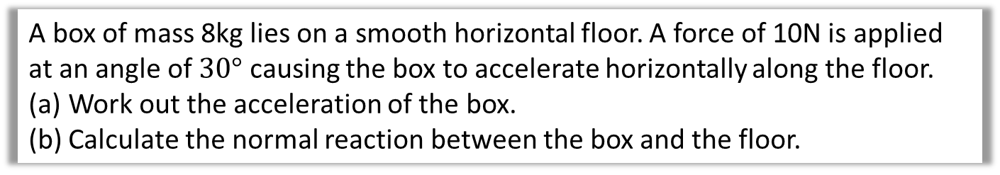 A box of mass 8kg lies on a smooth horizontal floor. A force of 10N is applied
at an angle of 30° causing the box to accelerate horizontally along the floor.
(a) Work out the acceleration of the box.
(b) Calculate the normal reaction between the box and the floor.